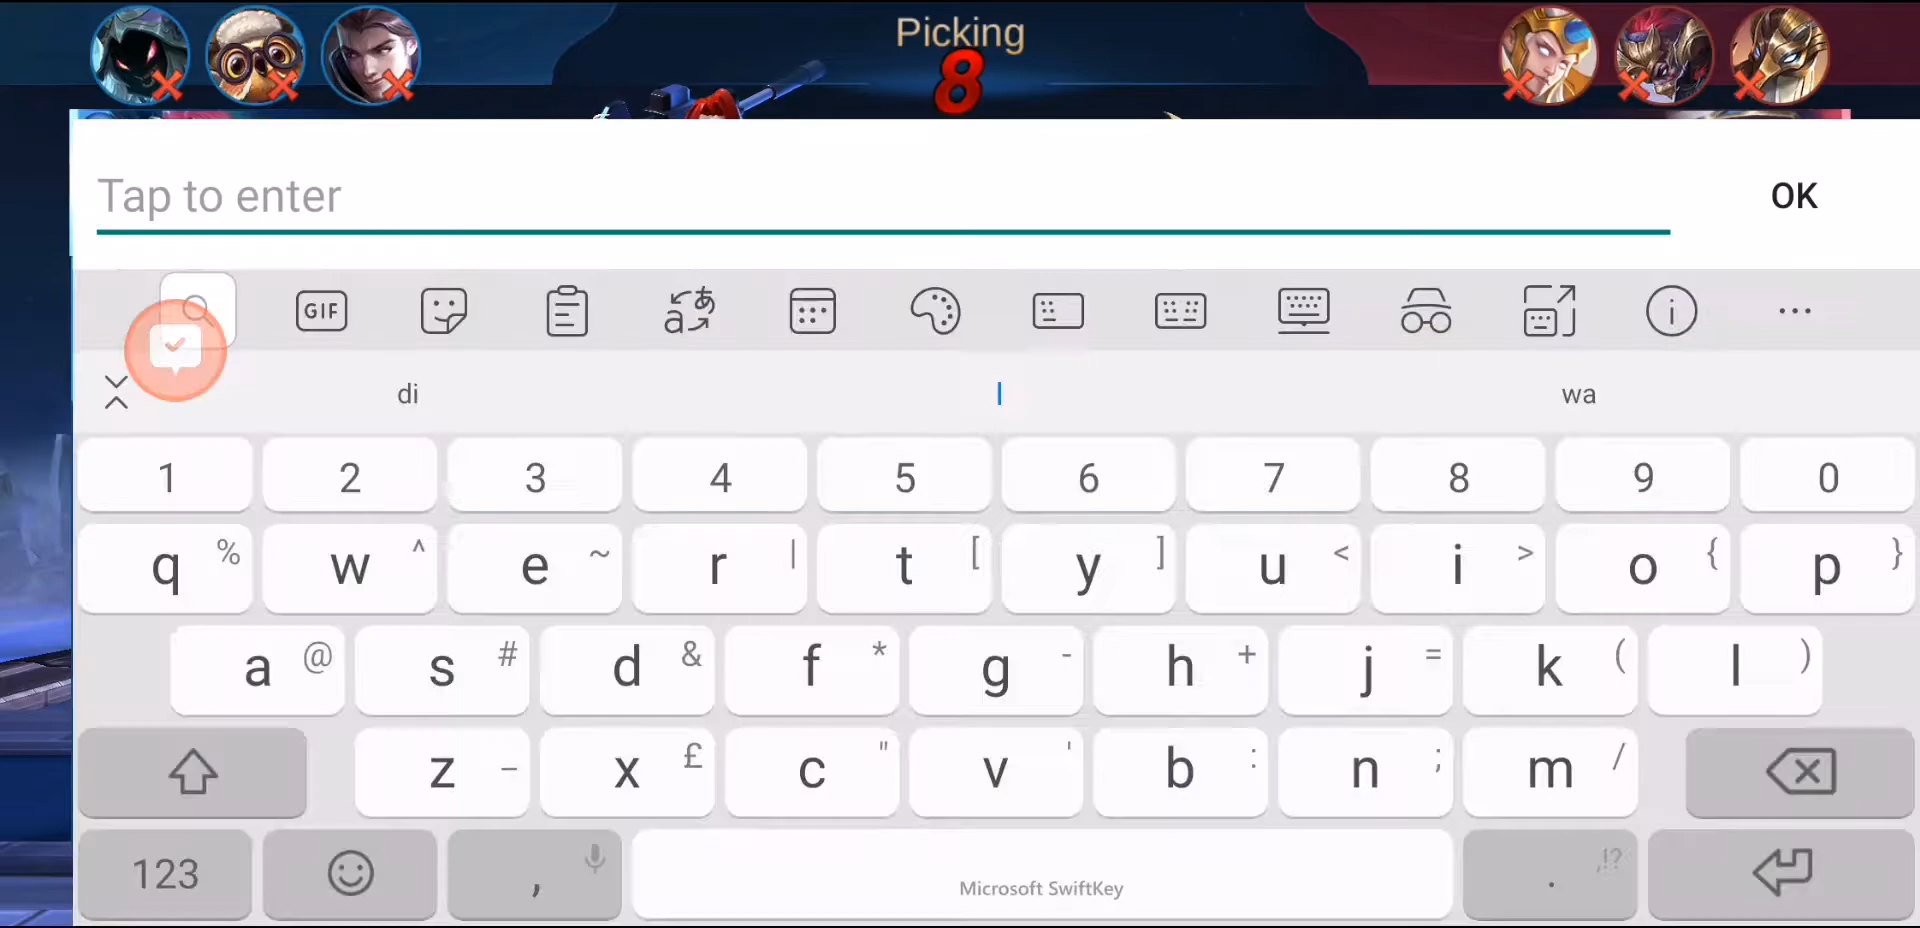 Picking
8
Tap to enter
OK
GIF
a あ
di
wa
1 2 3 4 5 6 7 8 9 0
q % w ^ e ~ r | t [ y ] u < i > o { p }
a @ s # d & f * g - h + j = k ( l )
z _ x £ c " v ' b : n ; m /
123 , Microsoft SwiftKey . ,!?